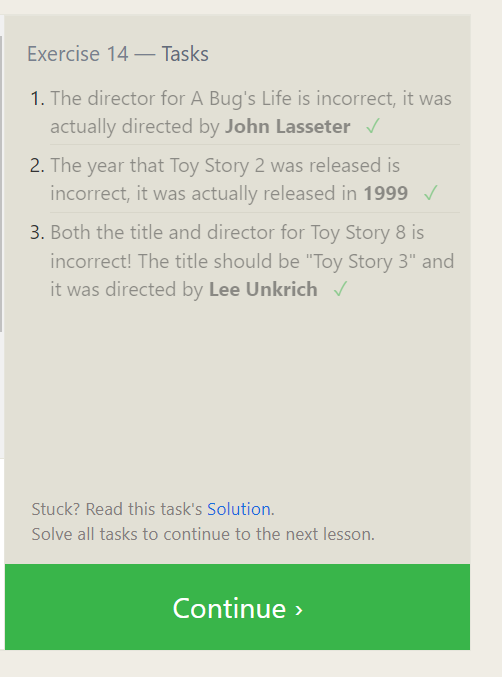 Exercise 14 — Tasks
1. The director for A Bug's Life is incorrect, it was
actually directed by John Lasseter ✓
2. The year that Toy Story 2 was released is
incorrect, it was actually released in 1999 ✓
3. Both the title and director for Toy Story 8 is
incorrect! The title should be "Toy Story 3" and
it was directed by Lee Unkrich ✓
Stuck? Read this task's Solution.
Solve all tasks to continue to the next lesson.
Continue ›